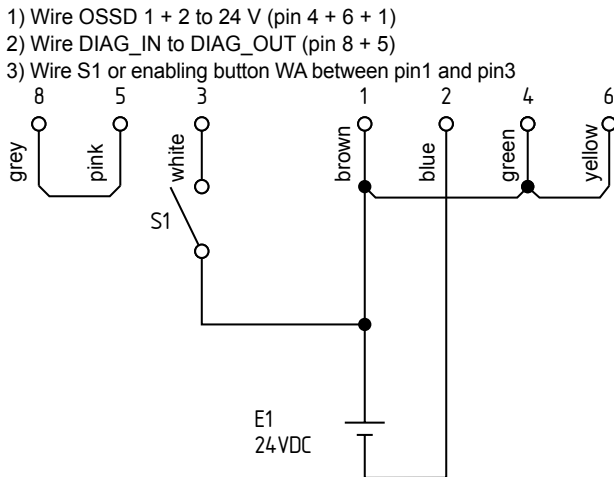 1) Wire OSSD 1 + 2 to 24 V (pin 4 + 6 + 1)
2) Wire DIAG_IN to DIAG_OUT (pin 8 + 5)
3) Wire S1 or enabling button WA between pin1 and pin3
8 5 3 1 2 4 6
grey pink white brown blue green yellow
S1
E1
24VDC